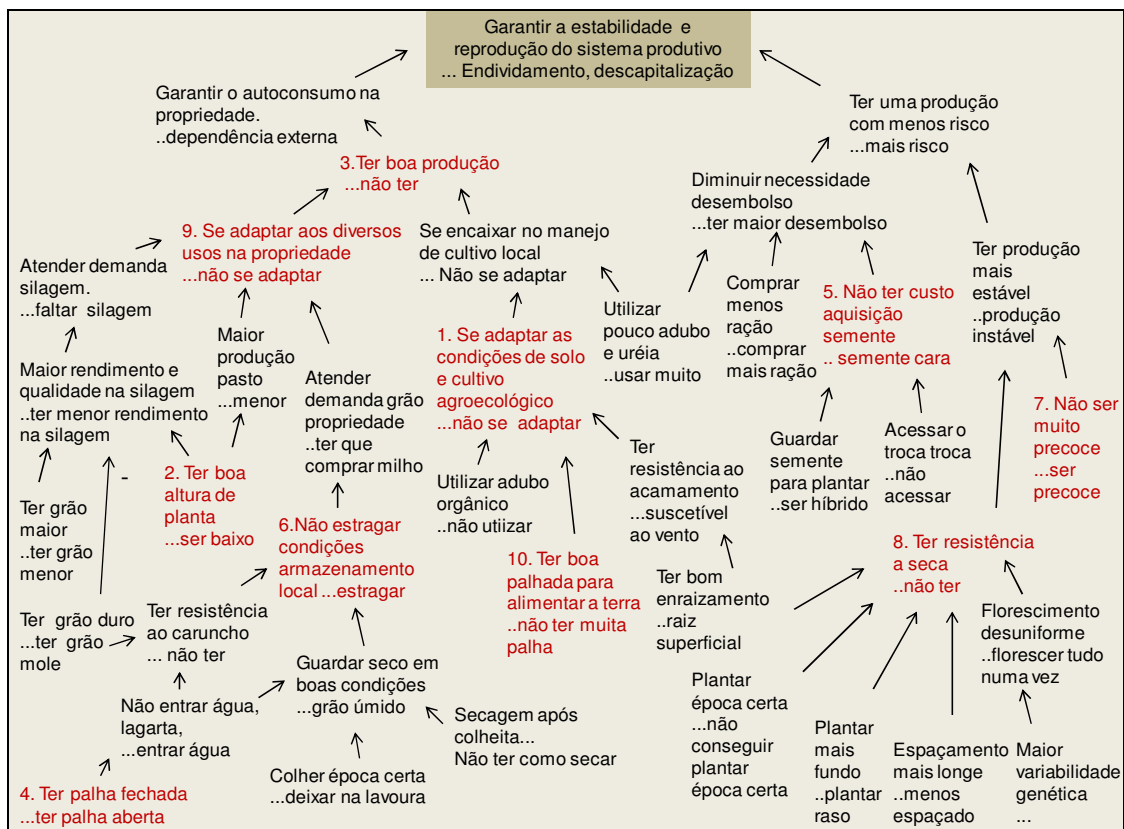 Garantir a estabilidade e
reprodução do sistema produtivo
... Endividamento, descapitalização
Garantir o autoconsumo na
propriedade.
..dependência externa
Ter uma produção
com menos risco
...mais risco
3.Ter boa produção
...não ter
Diminuir necessidade
desembolso
...ter maior desembolso
9. Se adaptar aos diversos
usos na propriedade
...não se adaptar
Se encaixar no manejo
de cultivo local
... Não se adaptar
Atender demanda
silagem.
...faltar silagem
Ter produção
mais
estável
..produção
instável
Comprar
menos
ração
..comprar
mais ração
5. Não ter custo
aquisição
semente
.. semente cara
Utilizar
pouco adubo
e uréia
..usar muito
Maior
produção
pasto
...menor
1. Se adaptar as
condições de solo
e cultivo
agroecológico
...não se adaptar
Maior rendimento e
qualidade na silagem
..ter menor rendimento
na silagem
Atender
demanda grão
propriedade
..ter que
comprar milho
7. Não ser
muito
precoce
...ser
precoce
Guardar
semente
para plantar
..ser híbrido
Acessar o
troca troca
..não
acessar
Ter
resistência ao
acamamento
...suscetível
ao vento
-
2. Ter boa
altura de
planta
...ser baixo
Utilizar adubo
orgânico
..não utiizar
Ter grão
maior
..ter grão
menor
6.Não estragar
condições
armazenamento
local ...estragar
8. Ter resistência
a seca
..não ter
10. Ter boa
palhada para
alimentar a terra
..não ter muita
palha
Ter bom
enraizamento
..raiz
superficial
Ter grão duro
...ter grão
mole
Ter resistência
ao caruncho
... não ter
Florescimento
desuniforme
..florescer tudo
numa vez
Guardar seco em
boas condições
...grão úmido
Plantar
época certa
...não
conseguir
plantar
época certa
Não entrar água,
lagarta,
...entrar água
Secagem após
colheita...
Não ter como secar
Plantar
mais
fundo
..plantar
raso
Espaçamento
mais longe
..menos
espaçado
Maior
variabilidade
genética
...
Colher época certa
...deixar na lavoura
4. Ter palha fechada
...ter palha aberta